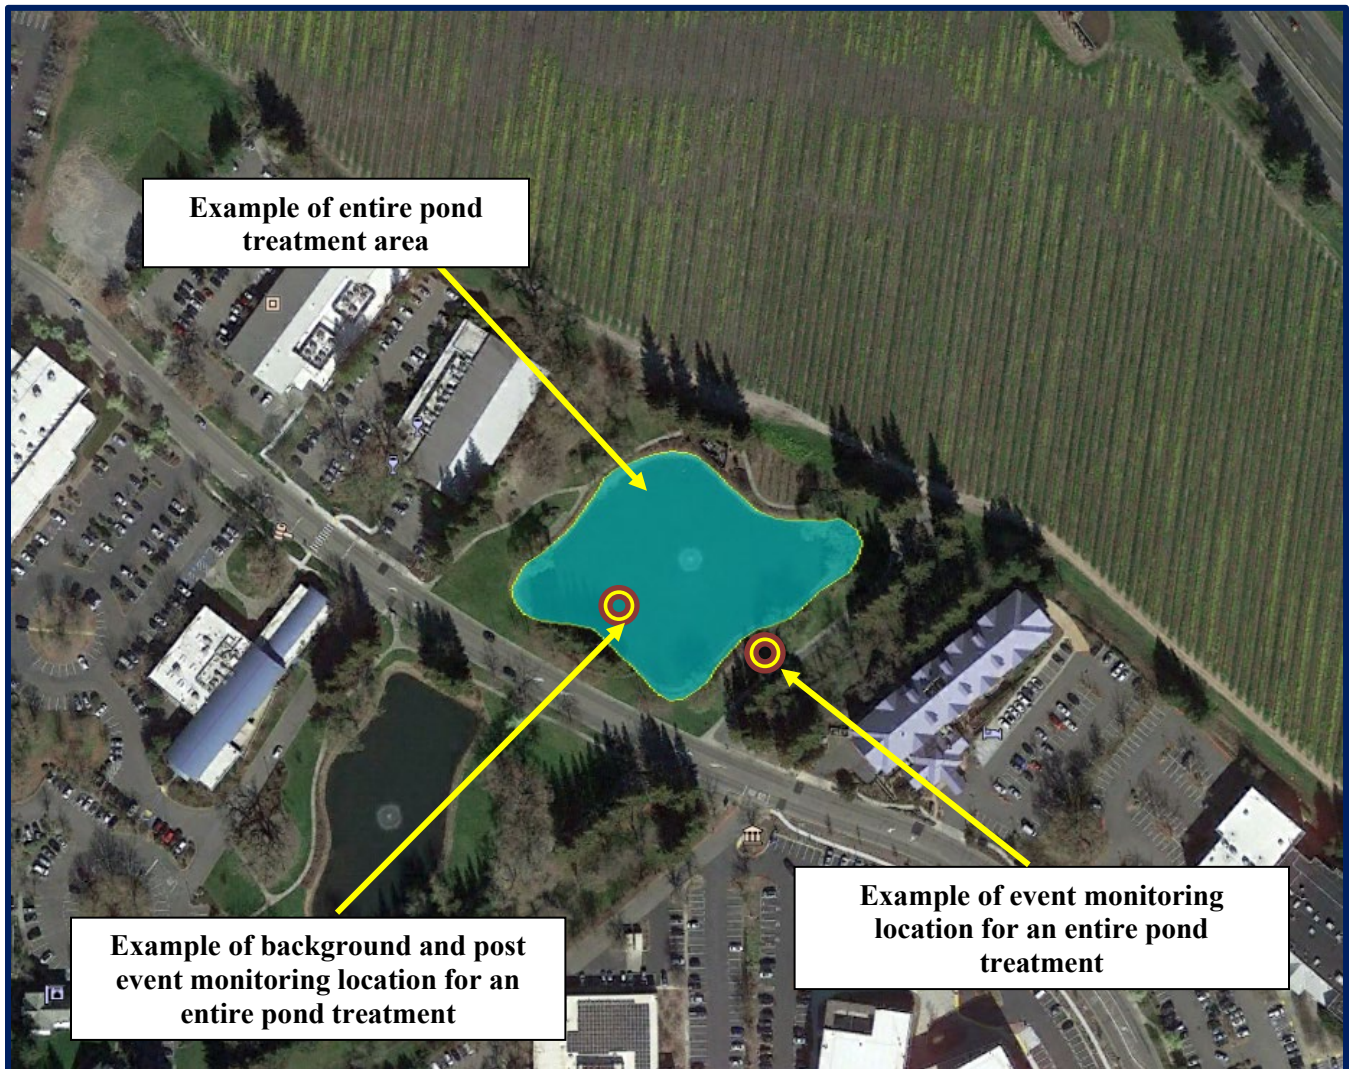 Example of entire pond
treatment area
Example of event monitoring
location for an entire pond
treatment
Example of background and post
event monitoring location for an
entire pond treatment